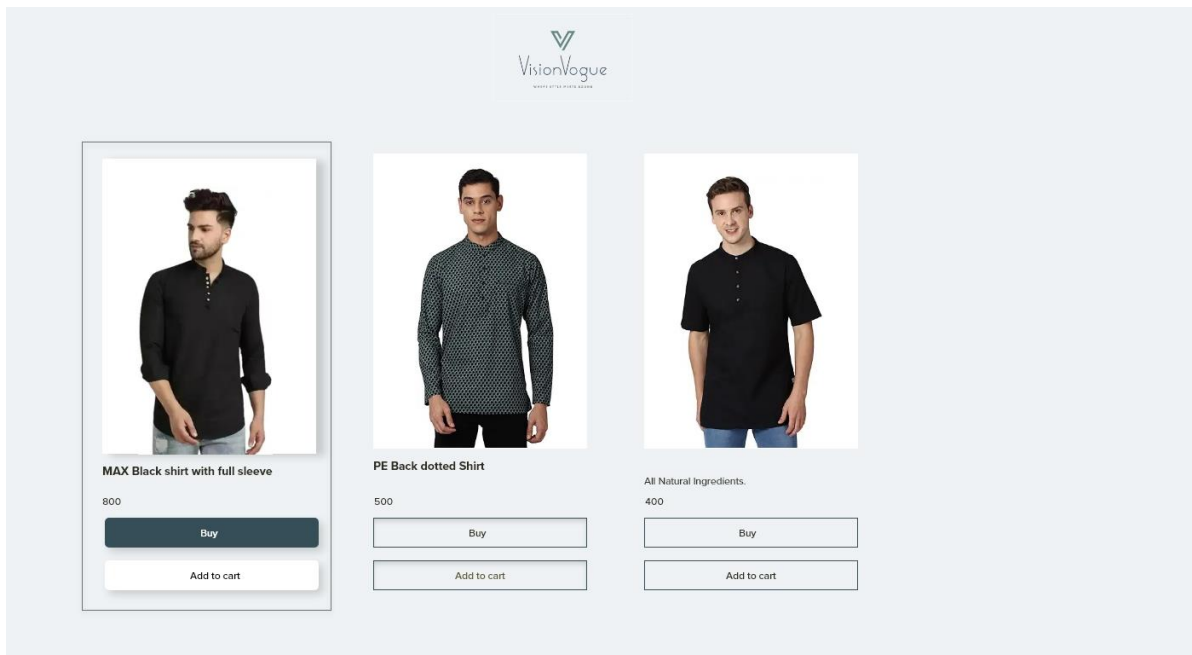 VisionVogue
MAX Black shirt with full sleeve
800
Buy
Add to cart
PE Back dotted Shirt
500
Buy
Add to cart
All Natural Ingredients.
400
Buy
Add to cart